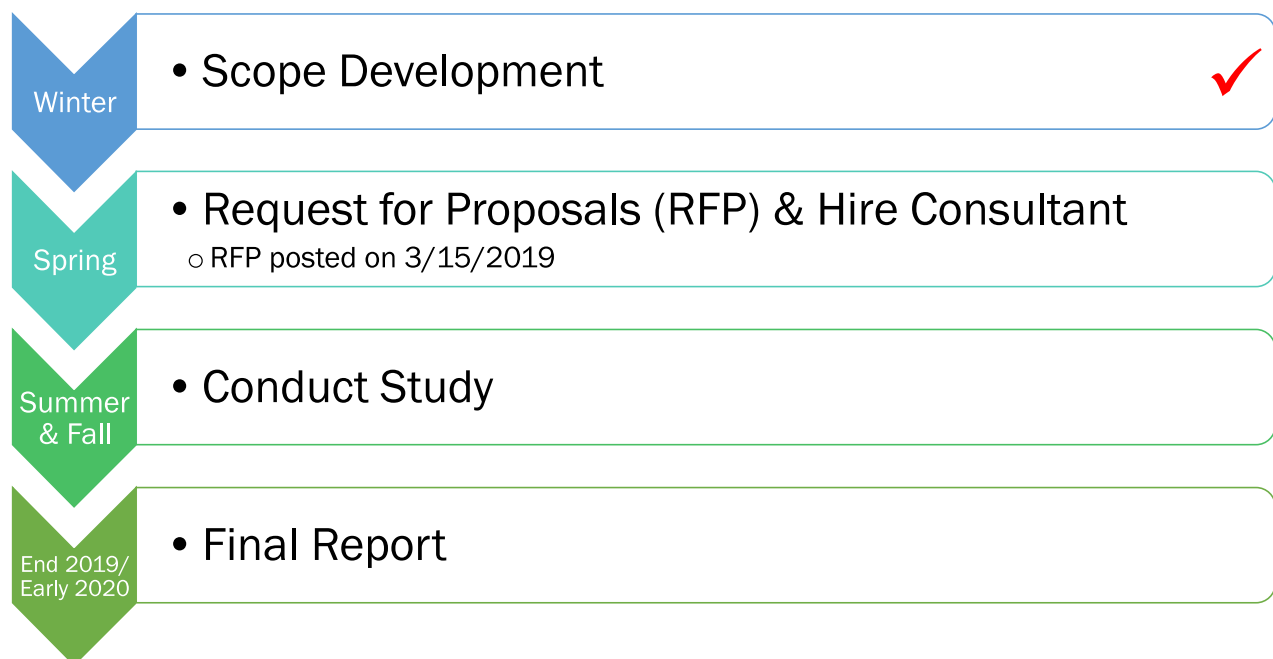 Winter
• Scope Development
Spring
• Request for Proposals (RFP) & Hire Consultant
○ RFP posted on 3/15/2019
Summer
& Fall
• Conduct Study
End 2019/
Early 2020
• Final Report